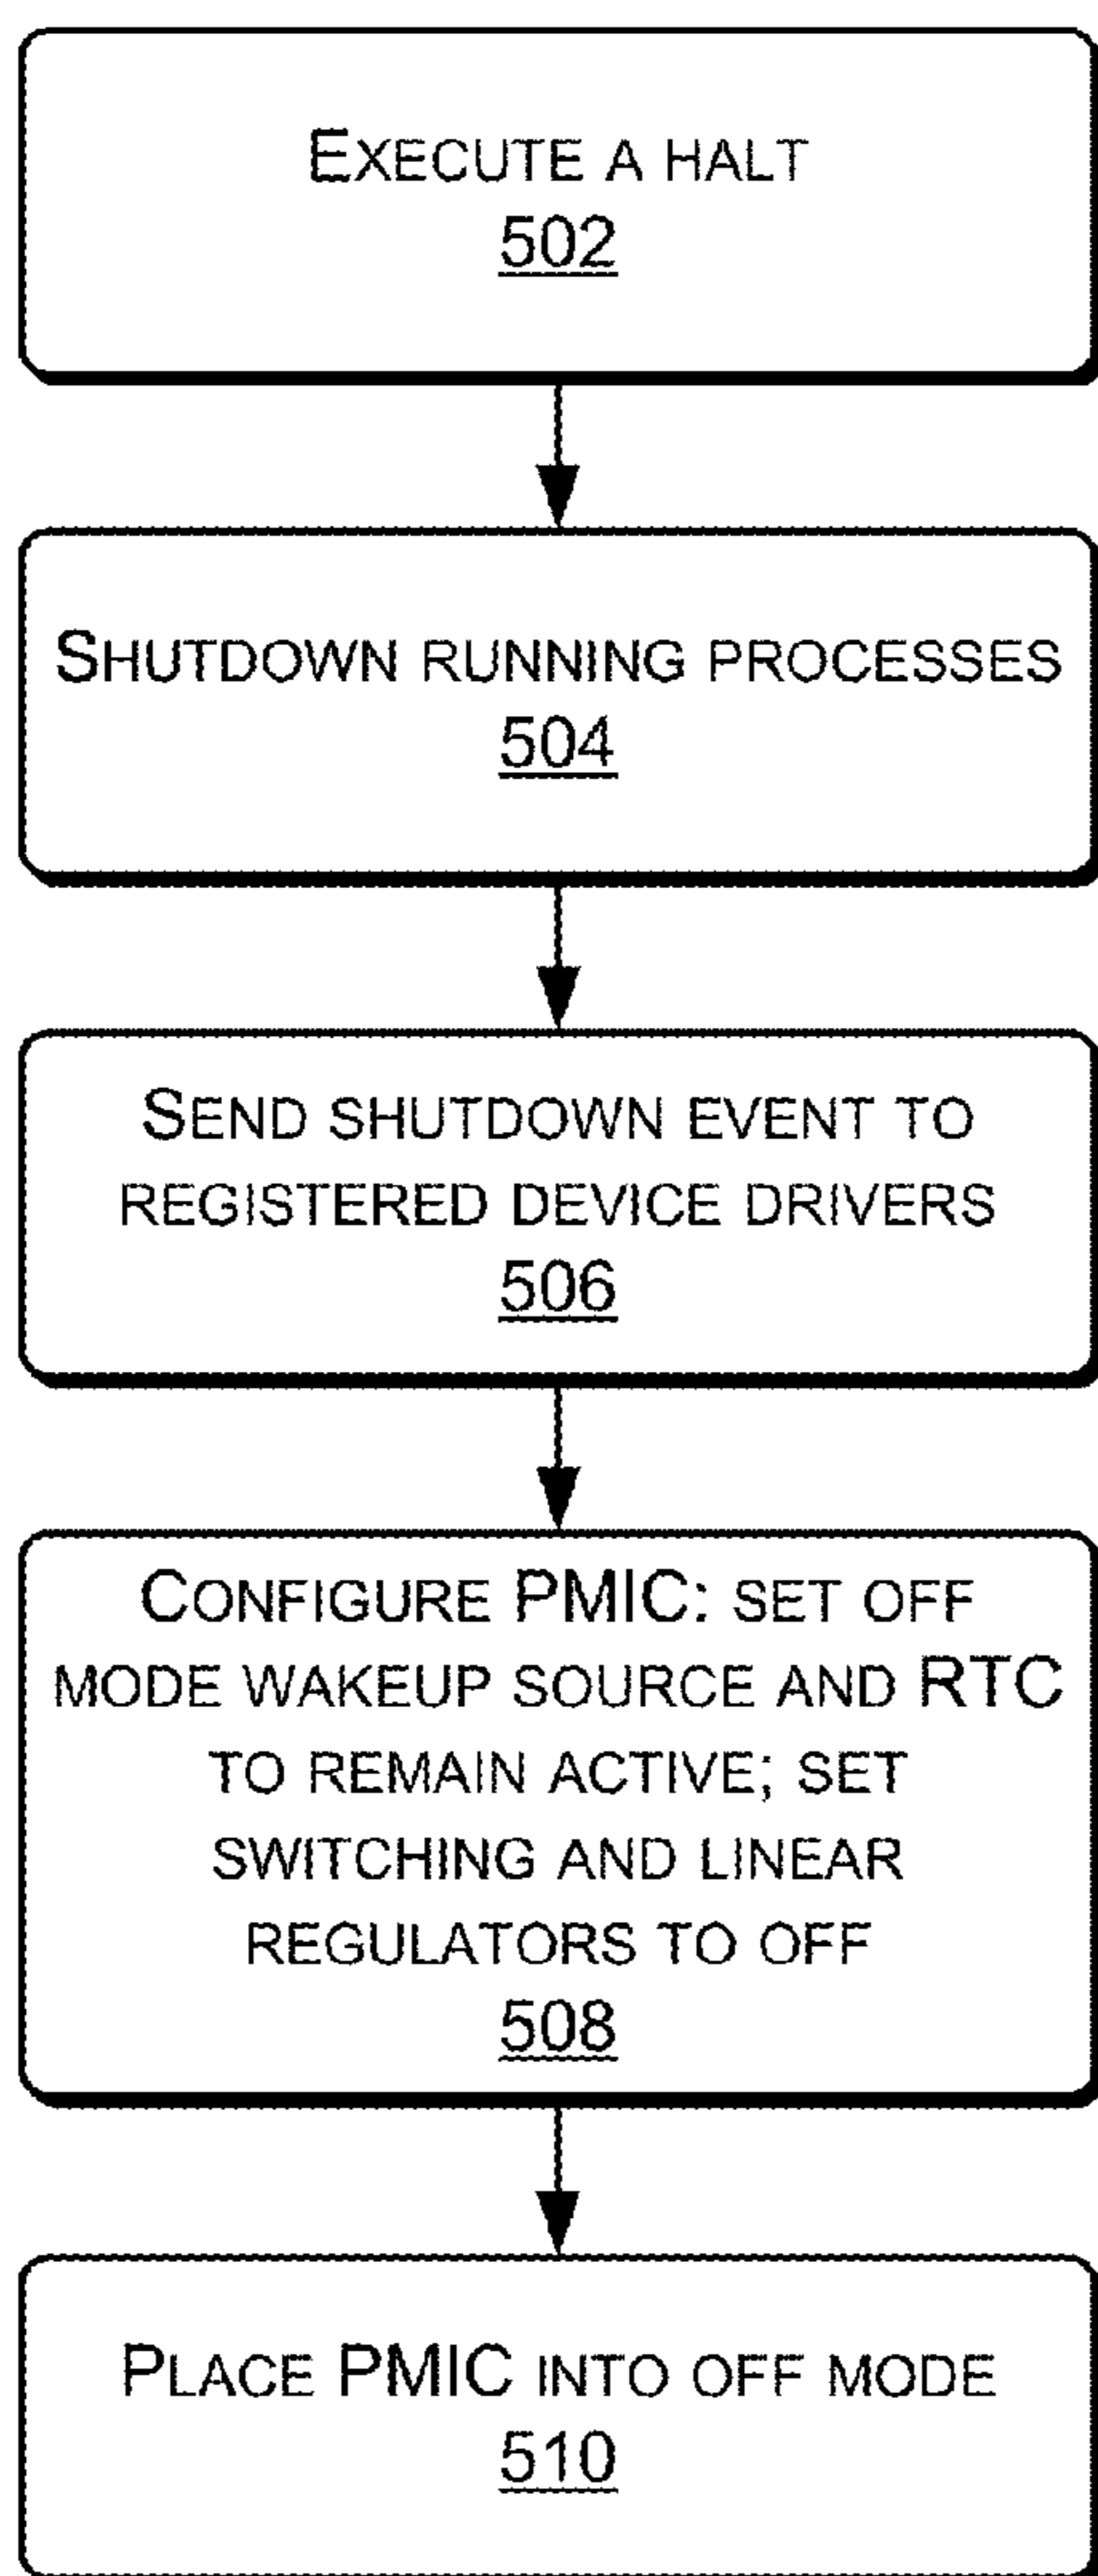 EXECUTE A HALT
502
SHUTDOWN RUNNING PROCESSES
504
SEND SHUTDOWN EVENT TO
REGISTERED DEVICE DRIVERS
506
CONFIGURE PMIC: SET OFF
MODE WAKEUP SOURCE AND RTC
TO REMAIN ACTIVE; SET
SWITCHING AND LINEAR
REGULATORS TO OFF
508
PLACE PMIC INTO OFF MODE
510